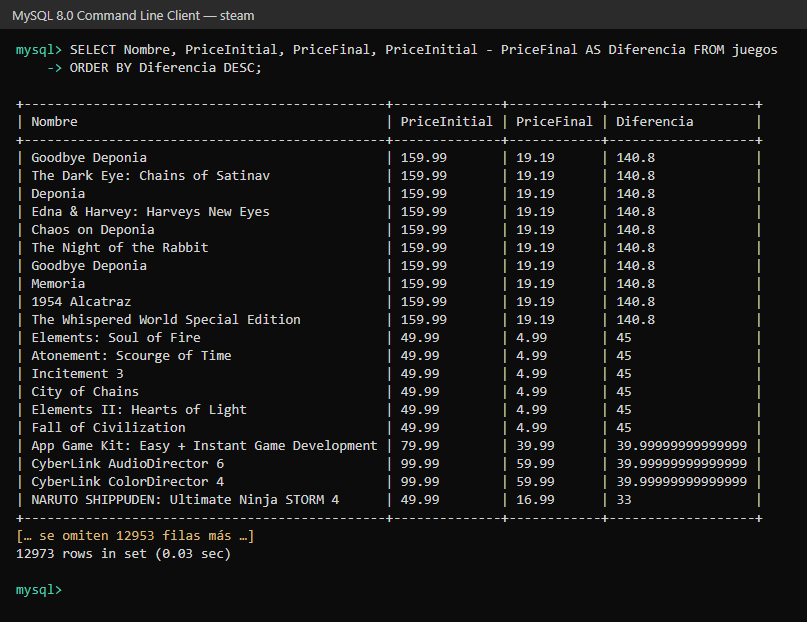 MySQL 8.0 Command Line Client — steam
mysql> SELECT Nombre, PriceInitial, PriceFinal, PriceInitial - PriceFinal AS Diferencia FROM juegos
    -> ORDER BY Diferencia DESC;
+-----------------------------------------------+--------------+------------+-------------------+
| Nombre                                        | PriceInitial | PriceFinal | Diferencia        |
+-----------------------------------------------+--------------+------------+-------------------+
| Goodbye Deponia                               | 159.99       | 19.19      | 140.8             |
| The Dark Eye: Chains of Satinav               | 159.99       | 19.19      | 140.8             |
| Deponia                                       | 159.99       | 19.19      | 140.8             |
| Edna & Harvey: Harveys New Eyes               | 159.99       | 19.19      | 140.8             |
| Chaos on Deponia                              | 159.99       | 19.19      | 140.8             |
| The Night of the Rabbit                       | 159.99       | 19.19      | 140.8             |
| Goodbye Deponia                               | 159.99       | 19.19      | 140.8             |
| Memoria                                       | 159.99       | 19.19      | 140.8             |
| 1954 Alcatraz                                 | 159.99       | 19.19      | 140.8             |
| The Whispered World Special Edition           | 159.99       | 19.19      | 140.8             |
| Elements: Soul of Fire                        | 49.99        | 4.99       | 45                |
| Atonement: Scourge of Time                    | 49.99        | 4.99       | 45                |
| Incitement 3                                  | 49.99        | 4.99       | 45                |
| City of Chains                                | 49.99        | 4.99       | 45                |
| Elements II: Hearts of Light                  | 49.99        | 4.99       | 45                |
| Fall of Civilization                          | 49.99        | 4.99       | 45                |
| App Game Kit: Easy + Instant Game Development | 79.99        | 39.99      | 39.99999999999999 |
| CyberLink AudioDirector 6                     | 99.99        | 59.99      | 39.99999999999999 |
| CyberLink ColorDirector 4                     | 99.99        | 59.99      | 39.99999999999999 |
| NARUTO SHIPPUDEN: Ultimate Ninja STORM 4      | 49.99        | 16.99      | 33                |
+-----------------------------------------------+--------------+------------+-------------------+
[… se omiten 12953 filas más …]
12973 rows in set (0.03 sec)
mysql>